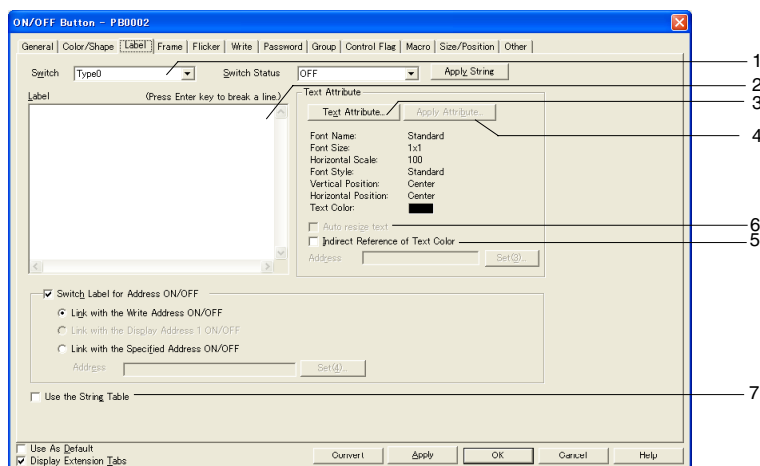 ON/OFF Button - PB0002
General Color/Shape Label Frame Flicker Write Password Group Control Flag Macro Size/Position Other
Switch Type0 Switch Status OFF Apply String 1
Label (Press Enter key to break a line.) Text Attribute 2
Text Attribute... Apply Attribute... 3
4
Font Name: Standard
Font Size: 1x1
Horizontal Scale: 100
Font Style: Standard
Vertical Position: Center
Horizontal Position: Center
Text Color:
Auto resize text 6
Indirect Reference of Text Color 5
Address Set(3)...
Switch Label for Address ON/OFF
Link with the Write Address ON/OFF
Link with the Display Address 1 ON/OFF
Link with the Specified Address ON/OFF
Address: Set(4)...
Use the String Table 7
Use As Default
Display Extension Tabs Convert Apply OK Cancel Help